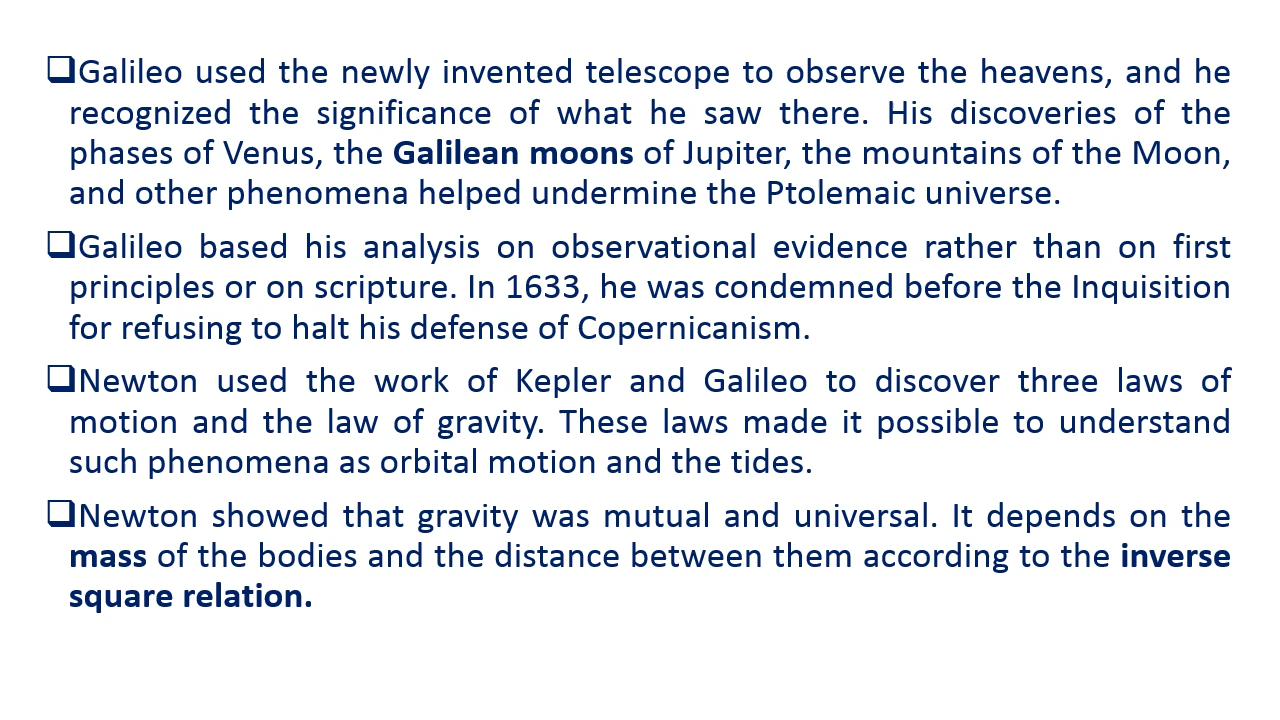 ❑Galileo used the newly invented telescope to observe the heavens, and he
recognized the significance of what he saw there. His discoveries of the
phases of Venus, the Galilean moons of Jupiter, the mountains of the Moon,
and other phenomena helped undermine the Ptolemaic universe.
❑Galileo based his analysis on observational evidence rather than on first
principles or on scripture. In 1633, he was condemned before the Inquisition
for refusing to halt his defense of Copernicanism.
❑Newton used the work of Kepler and Galileo to discover three laws of
motion and the law of gravity. These laws made it possible to understand
such phenomena as orbital motion and the tides.
❑Newton showed that gravity was mutual and universal. It depends on the
mass of the bodies and the distance between them according to the inverse
square relation.